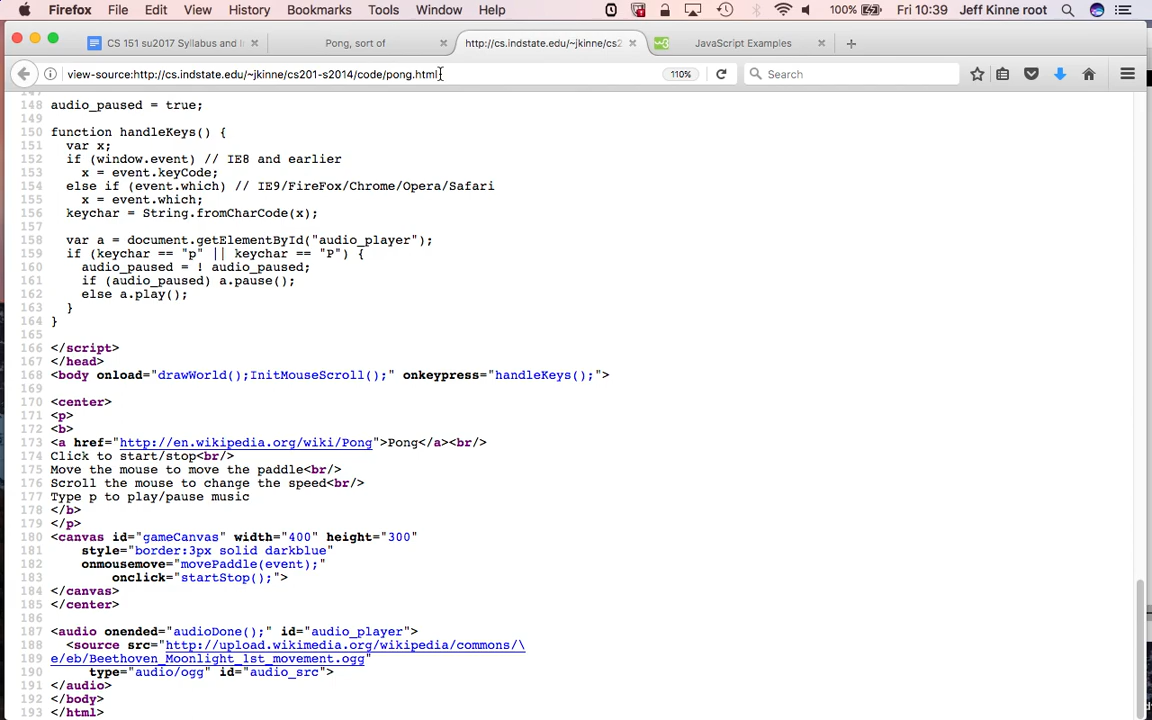 Firefox File Edit View History Bookmarks Tools Window Help 100% Fri 10:39 Jeff Kinne root
CS 151 su2017 Syllabus and I
Pong, sort of
http://cs.indstate.edu/~jkinne/cs2
JavaScript Examples
view-source:http://cs.indstate.edu/~jkinne/cs201-s2014/code/pong.html
110%
Search
147
148 audio_paused = true;
149
150 function handleKeys() {
151 var x;
152 if (window.event) // IE8 and earlier
153 x = event.keyCode;
154 else if (event.which) // IE9/FireFox/Chrome/Opera/Safari
155 x = event.which;
156 keychar = String.fromCharCode(x);
157
158 var a = document.getElementById("audio_player");
159 if (keychar == "p" || keychar == "P") {
160 audio_paused = ! audio_paused;
161 if (audio_paused) a.pause();
162 else a.play();
163 }
164 }
165
166 </script>
167 </head>
168 <body onload="drawWorld();InitMouseScroll();" onkeypress="handleKeys();">
169
170 <center>
171 <p>
172 <b>
173 <a href="http://en.wikipedia.org/wiki/Pong">Pong</a><br/>
174 Click to start/stop<br/>
175 Move the mouse to move the paddle<br/>
176 Scroll the mouse to change the speed<br/>
177 Type p to play/pause music
178 </b>
179 </p>
180 <canvas id="gameCanvas" width="400" height="300"
181 style="border:3px solid darkblue"
182 onmousemove="movePaddle(event);"
183 onclick="startStop();">
184 </canvas>
185 </center>
186
187 <audio onended="audioDone();" id="audio_player">
188 <source src="http://upload.wikimedia.org/wikipedia/commons/\
189 e/eb/Beethoven_Moonlight_1st_movement.ogg"
190 type="audio/ogg" id="audio_src">
191 </audio>
192 </body>
193 </html>